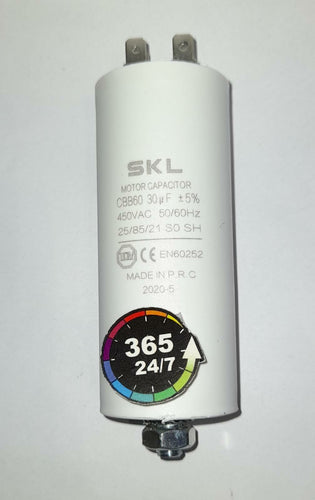 SKL
MOTOR CAPACITOR
CBB60 30µF ±5%
450VAC 50/60Hz
25/85/21 S0 SH
CE EN60252
MADE IN P.R.C
2020-5
365
24/7